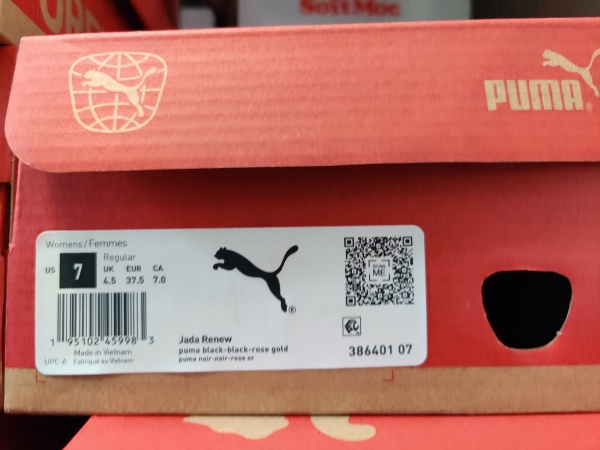 SoftMoc
PUMA
Womens/Femmes
Regular
US 7 UK EUR CA
4.5 37.5 7.0
SCAN ME
1 95102 45998 3
Made in Vietnam
UPC-A Fabriqué au Vietnam
Jada Renew
puma black-black-rose gold
puma noir-noir-rose or
386401 07